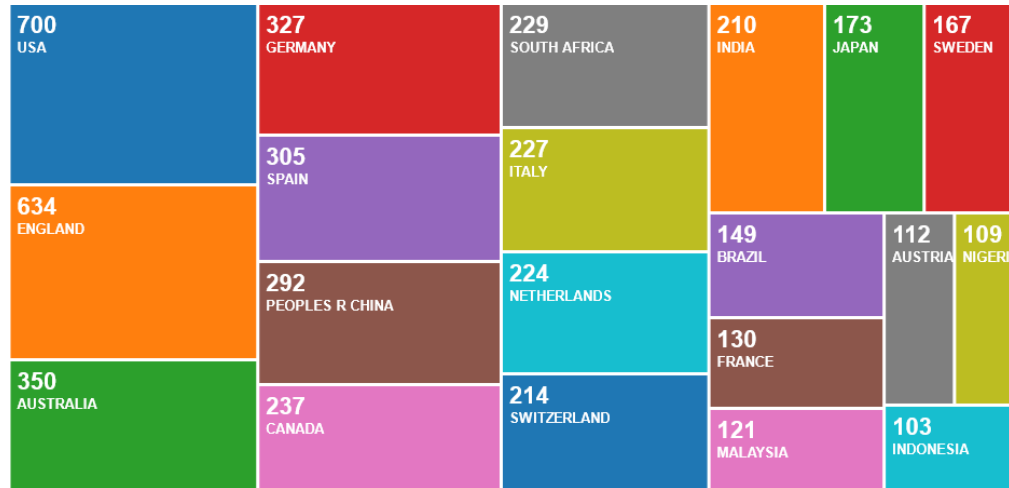 700
USA
634
ENGLAND
350
AUSTRALIA
327
GERMANY
305
SPAIN
292
PEOPLES R CHINA
237
CANADA
229
SOUTH AFRICA
227
ITALY
224
NETHERLANDS
214
SWITZERLAND
210
INDIA
173
JAPAN
167
SWEDEN
149
BRAZIL
130
FRANCE
121
MALAYSIA
112
AUSTRIA
109
NIGERI
103
INDONESIA